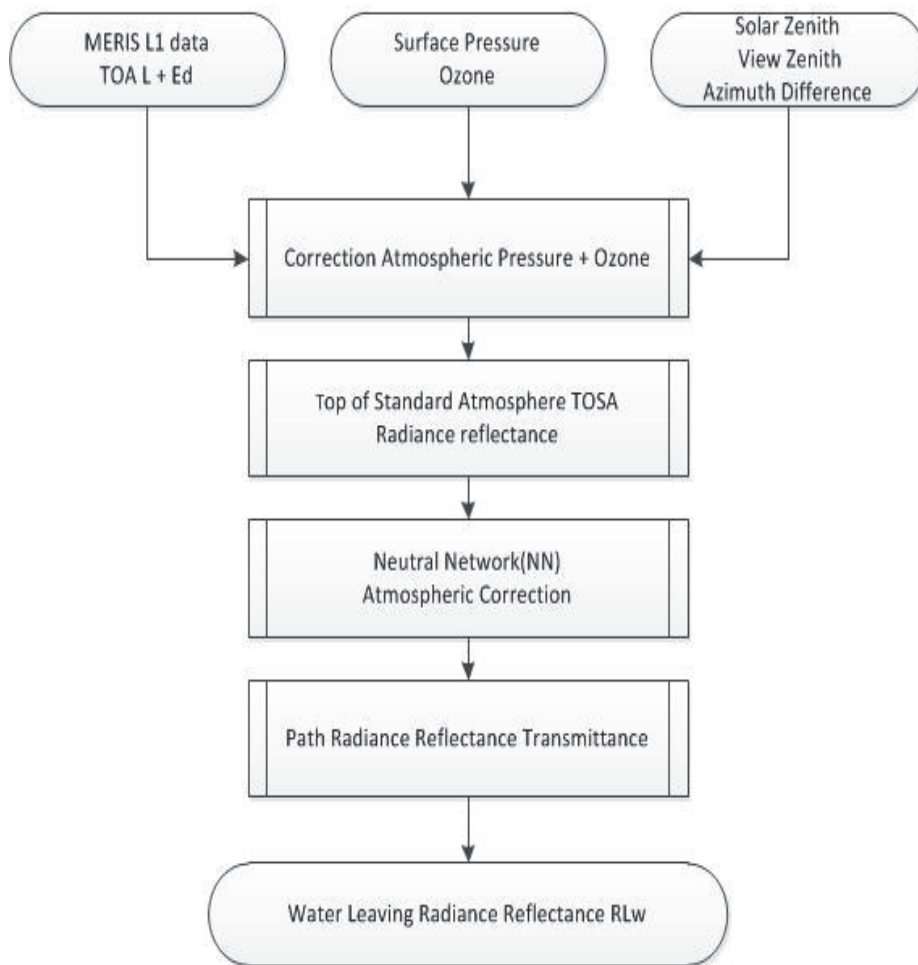 MERIS L1 data
TOA L + Ed
Surface Pressure
Ozone
Solar Zenith
View Zenith
Azimuth Difference
Correction Atmospheric Pressure + Ozone
Top of Standard Atmosphere TOSA
Radiance reflectance
Neutral Network(NN)
Atmospheric Correction
Path Radiance Reflectance Transmittance
Water Leaving Radiance Reflectance RLw